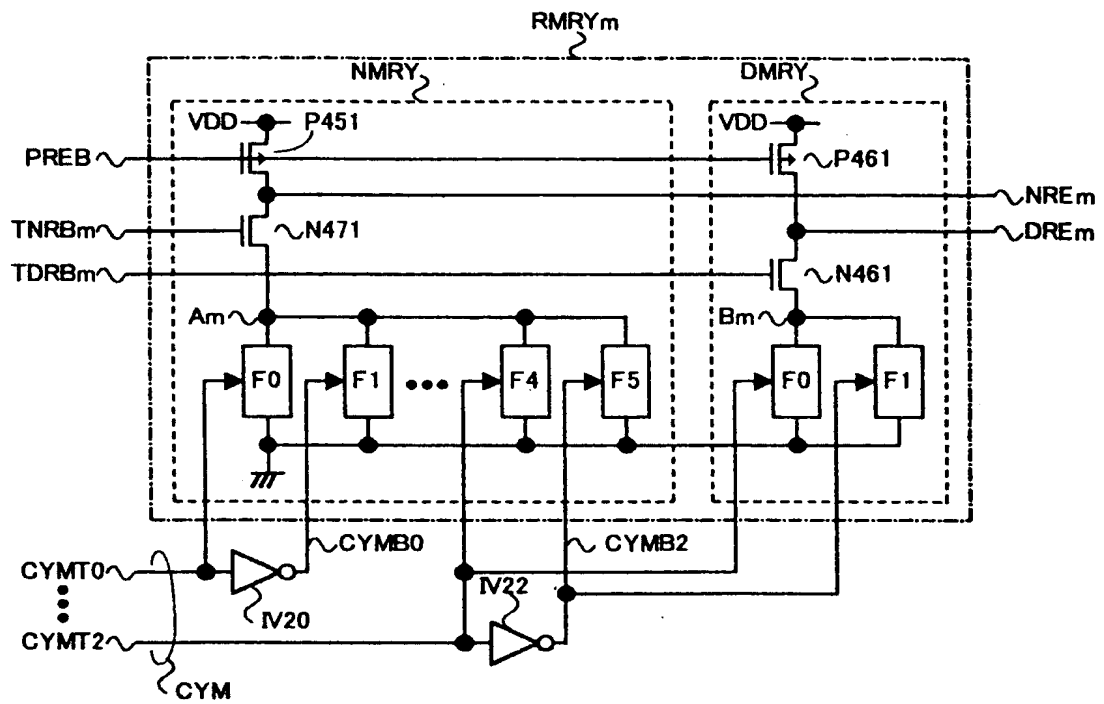 RMRYm
NMRY
DMRY
VDD
P451
VDD
PREB
P461
NREm
TNRBm
N471
DREm
TDRBm
N461
Am
Bm
F0
F1
F4
F5
F0
F1
CYMB0
CYMB2
CYMT0
IV20
IV22
CYMT2
CYM